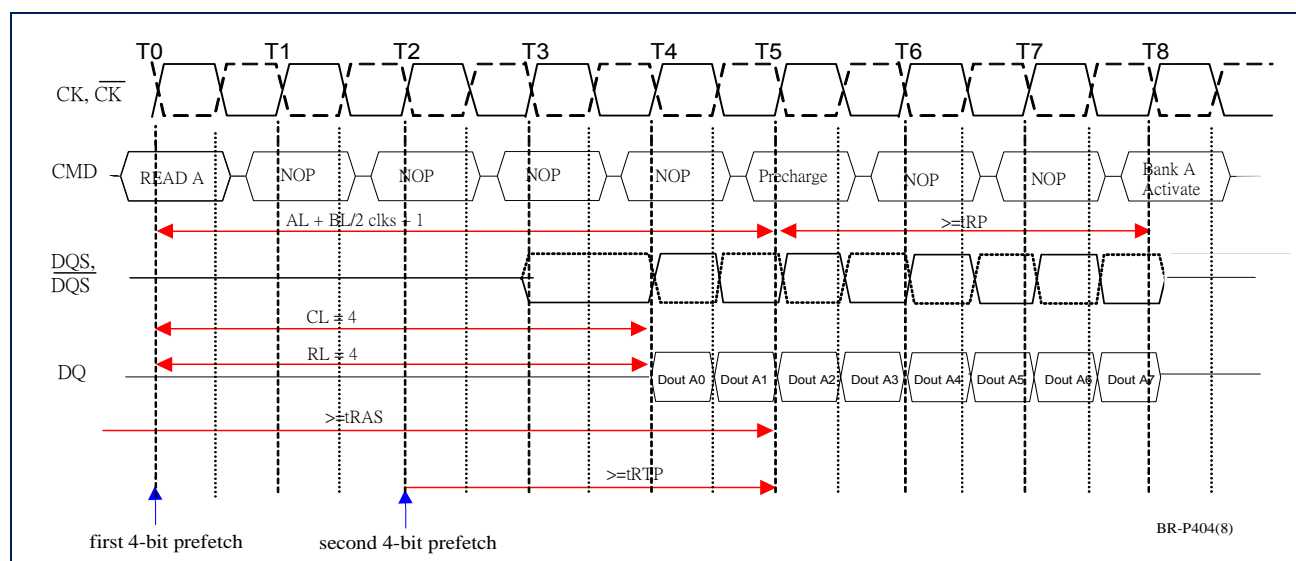 T0 T1 T2 T3 T4 T5 T6 T7 T8
CK, CK
CMD READ A NOP NOP NOP NOP Precharge NOP NOP Bank A Activate
AL + BL/2 clks + 1 >=tRP
DQS,
DQS
CL = 4
RL = 4
DQ Dout A0 Dout A1 Dout A2 Dout A3 Dout A4 Dout A5 Dout A6 Dout A7
>=tRAS
>=tRTP
first 4-bit prefetch second 4-bit prefetch BR-P404(8)